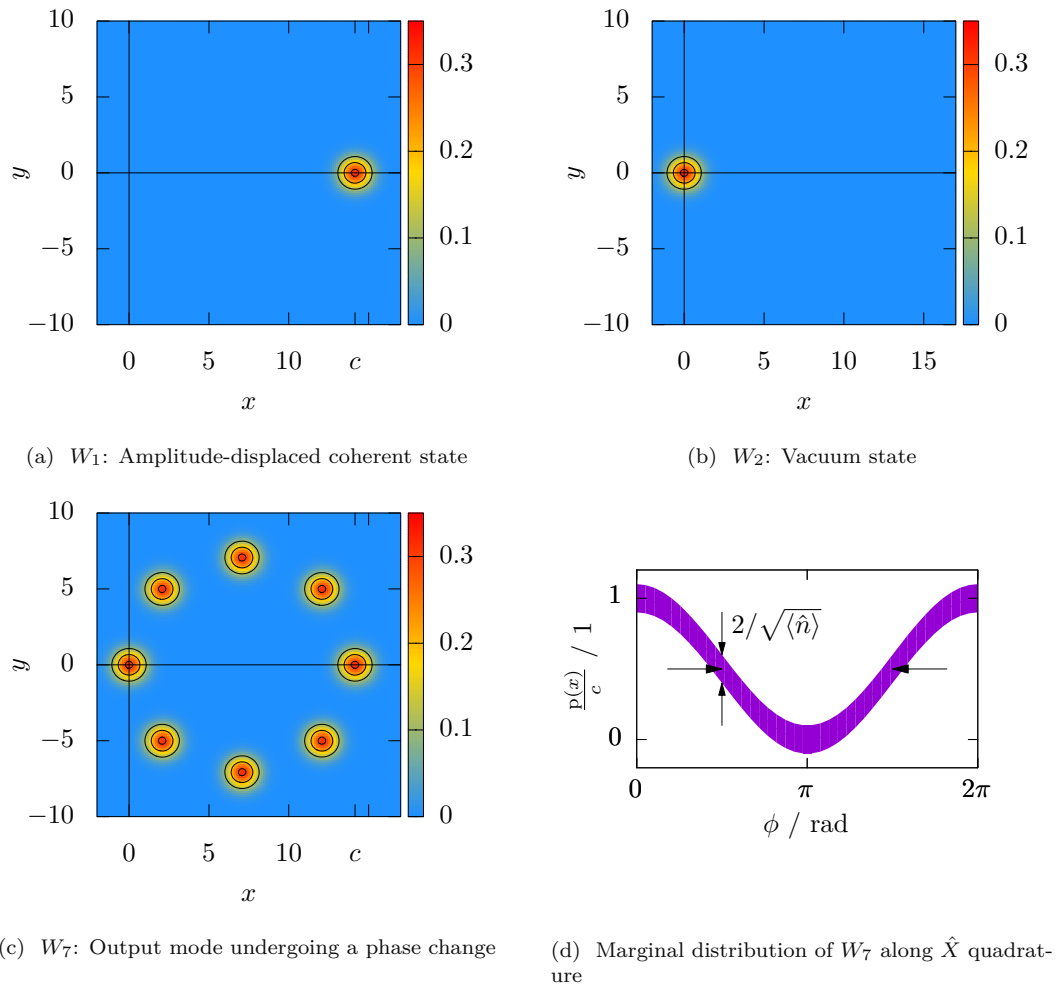 10
5
0
−5
−10
y
0 5 10 c
x
0.3
0.2
0.1
0
(a) W₁: Amplitude-displaced coherent state
10
5
0
−5
−10
y
0 5 10 15
x
0.3
0.2
0.1
0
(b) W₂: Vacuum state
10
5
0
−5
−10
y
0 5 10 c
x
0.3
0.2
0.1
0
(c) W₇: Output mode undergoing a phase change
p(x)/c / 1
1
0
2/√⟨n̂⟩
0 π 2π
ϕ / rad
(d) Marginal distribution of W₇ along X̂ quadrat-
ure